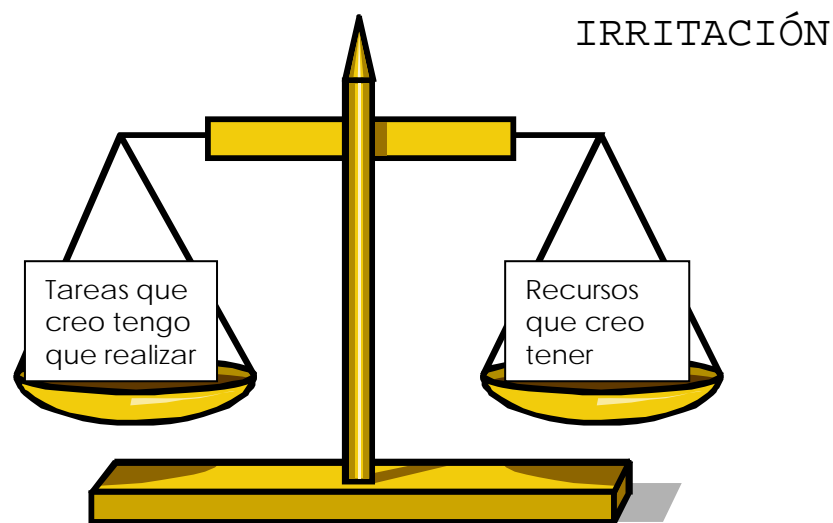 IRRITACIÓN
Tareas que
creo tengo
que realizar
Recursos
que creo
tener